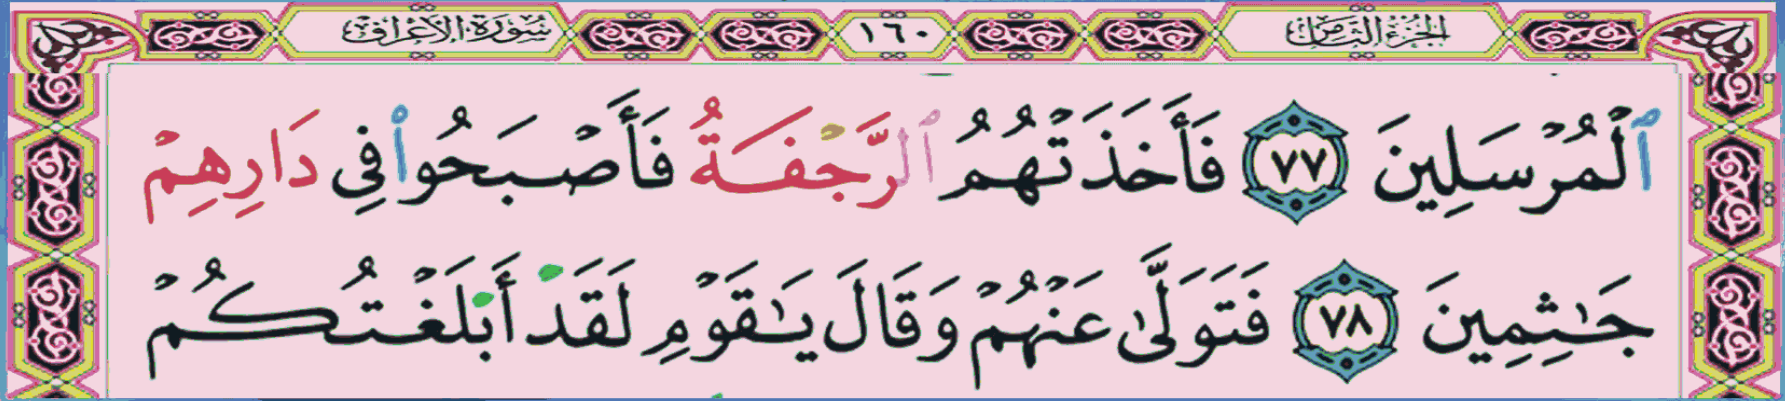 الجزء الثامن ١٦٠ سورة الأعراف
ٱلْمُرْسَلِينَ ٧٧ فَأَخَذَتْهُمُ ٱلرَّجْفَةُ فَأَصْبَحُوا۟ فِى دَارِهِمْ
جَٰثِمِينَ ٧٨ فَتَوَلَّىٰ عَنْهُمْ وَقَالَ يَٰقَوْمِ لَقَدْ أَبْلَغْتُكُمْ